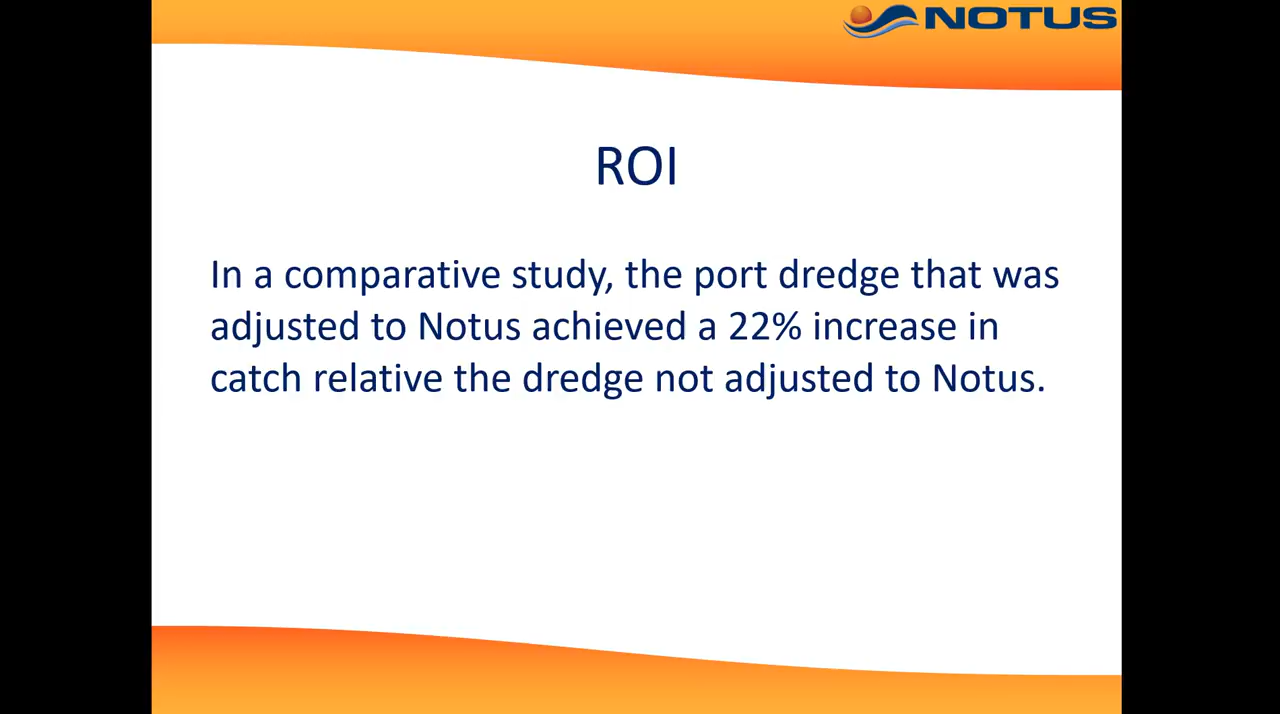 NOTUS
ROI
In a comparative study, the port dredge that was
adjusted to Notus achieved a 22% increase in
catch relative the dredge not adjusted to Notus.